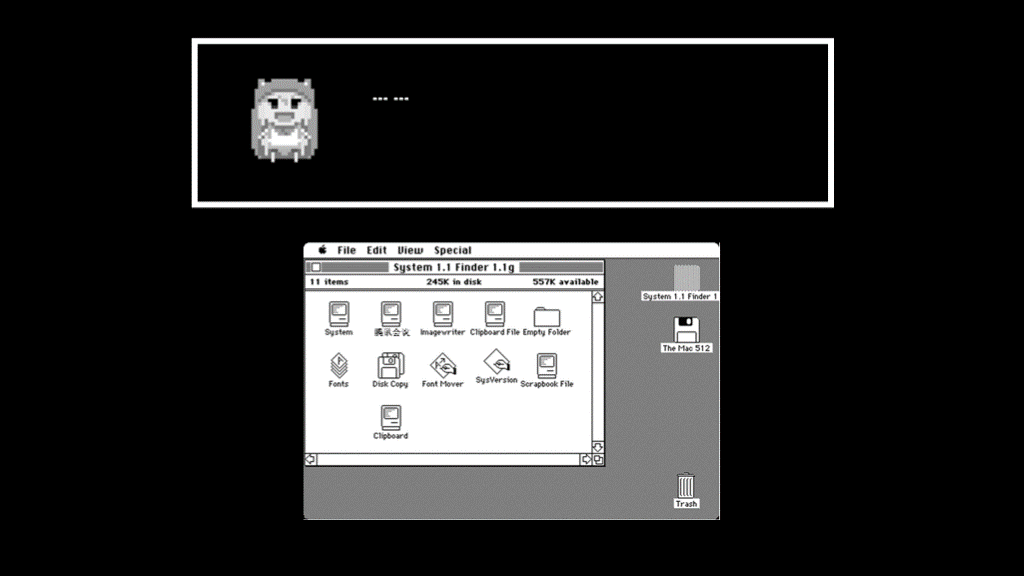 ... ...
File Edit View Special
System 1.1 Finder 1.1g
11 items 245K in disk 557K available
System 腾讯会议 Imagewriter Clipboard File Empty Folder
Fonts Disk Copy Font Mover SysVersion Scrapbook File
Clipboard
System 1.1 Finder 1
The Mac 512
Trash